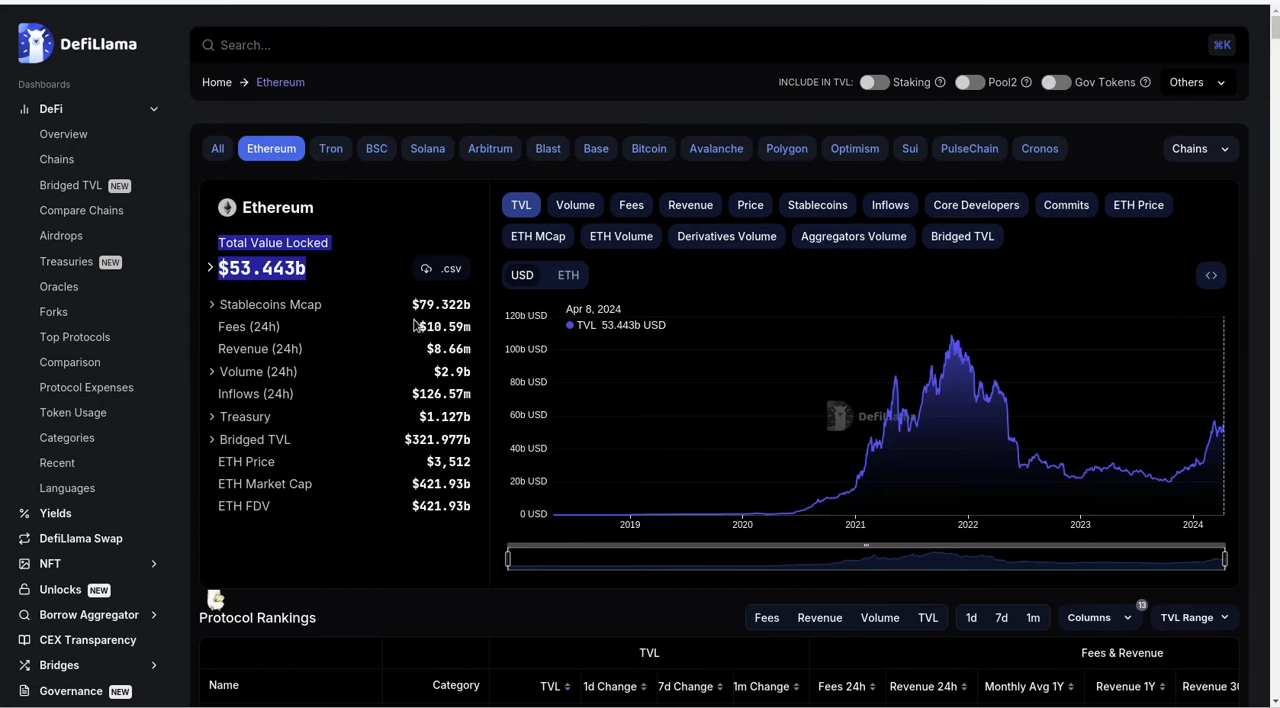 DefiLlama
Search...
⌘K
Home → Ethereum
INCLUDE IN TVL:
Staking
Pool2
Gov Tokens
Others
Dashboards
DeFi
Overview
Chains
Bridged TVL NEW
Compare Chains
Airdrops
Treasuries NEW
Oracles
Forks
Top Protocols
Comparison
Protocol Expenses
Token Usage
Categories
Recent
Languages
Yields
DefiLlama Swap
NFT
Unlocks NEW
Borrow Aggregator
CEX Transparency
Bridges
Governance NEW
All Ethereum Tron BSC Solana Arbitrum Blast Base Bitcoin Avalanche Polygon Optimism Sui PulseChain Cronos Chains
Ethereum
Total Value Locked
$53.443b
.csv
Stablecoins Mcap $79.322b
Fees (24h) $10.59m
Revenue (24h) $8.66m
Volume (24h) $2.9b
Inflows (24h) $126.57m
Treasury $1.127b
Bridged TVL $321.977b
ETH Price $3,512
ETH Market Cap $421.93b
ETH FDV $421.93b
TVL Volume Fees Revenue Price Stablecoins Inflows Core Developers Commits ETH Price
ETH MCap ETH Volume Derivatives Volume Aggregators Volume Bridged TVL
USD ETH
Apr 8, 2024
TVL 53.443b USD
120b USD
100b USD
80b USD
60b USD
40b USD
20b USD
0 USD
DefiLlama
2019 2020 2021 2022 2023 2024
Protocol Rankings
Fees Revenue Volume TVL
1d 7d 1m
Columns
13
TVL Range
TVL
Fees & Revenue
Name Category TVL 1d Change 7d Change 1m Change Fees 24h Revenue 24h Monthly Avg 1Y Revenue 1Y Revenue 30